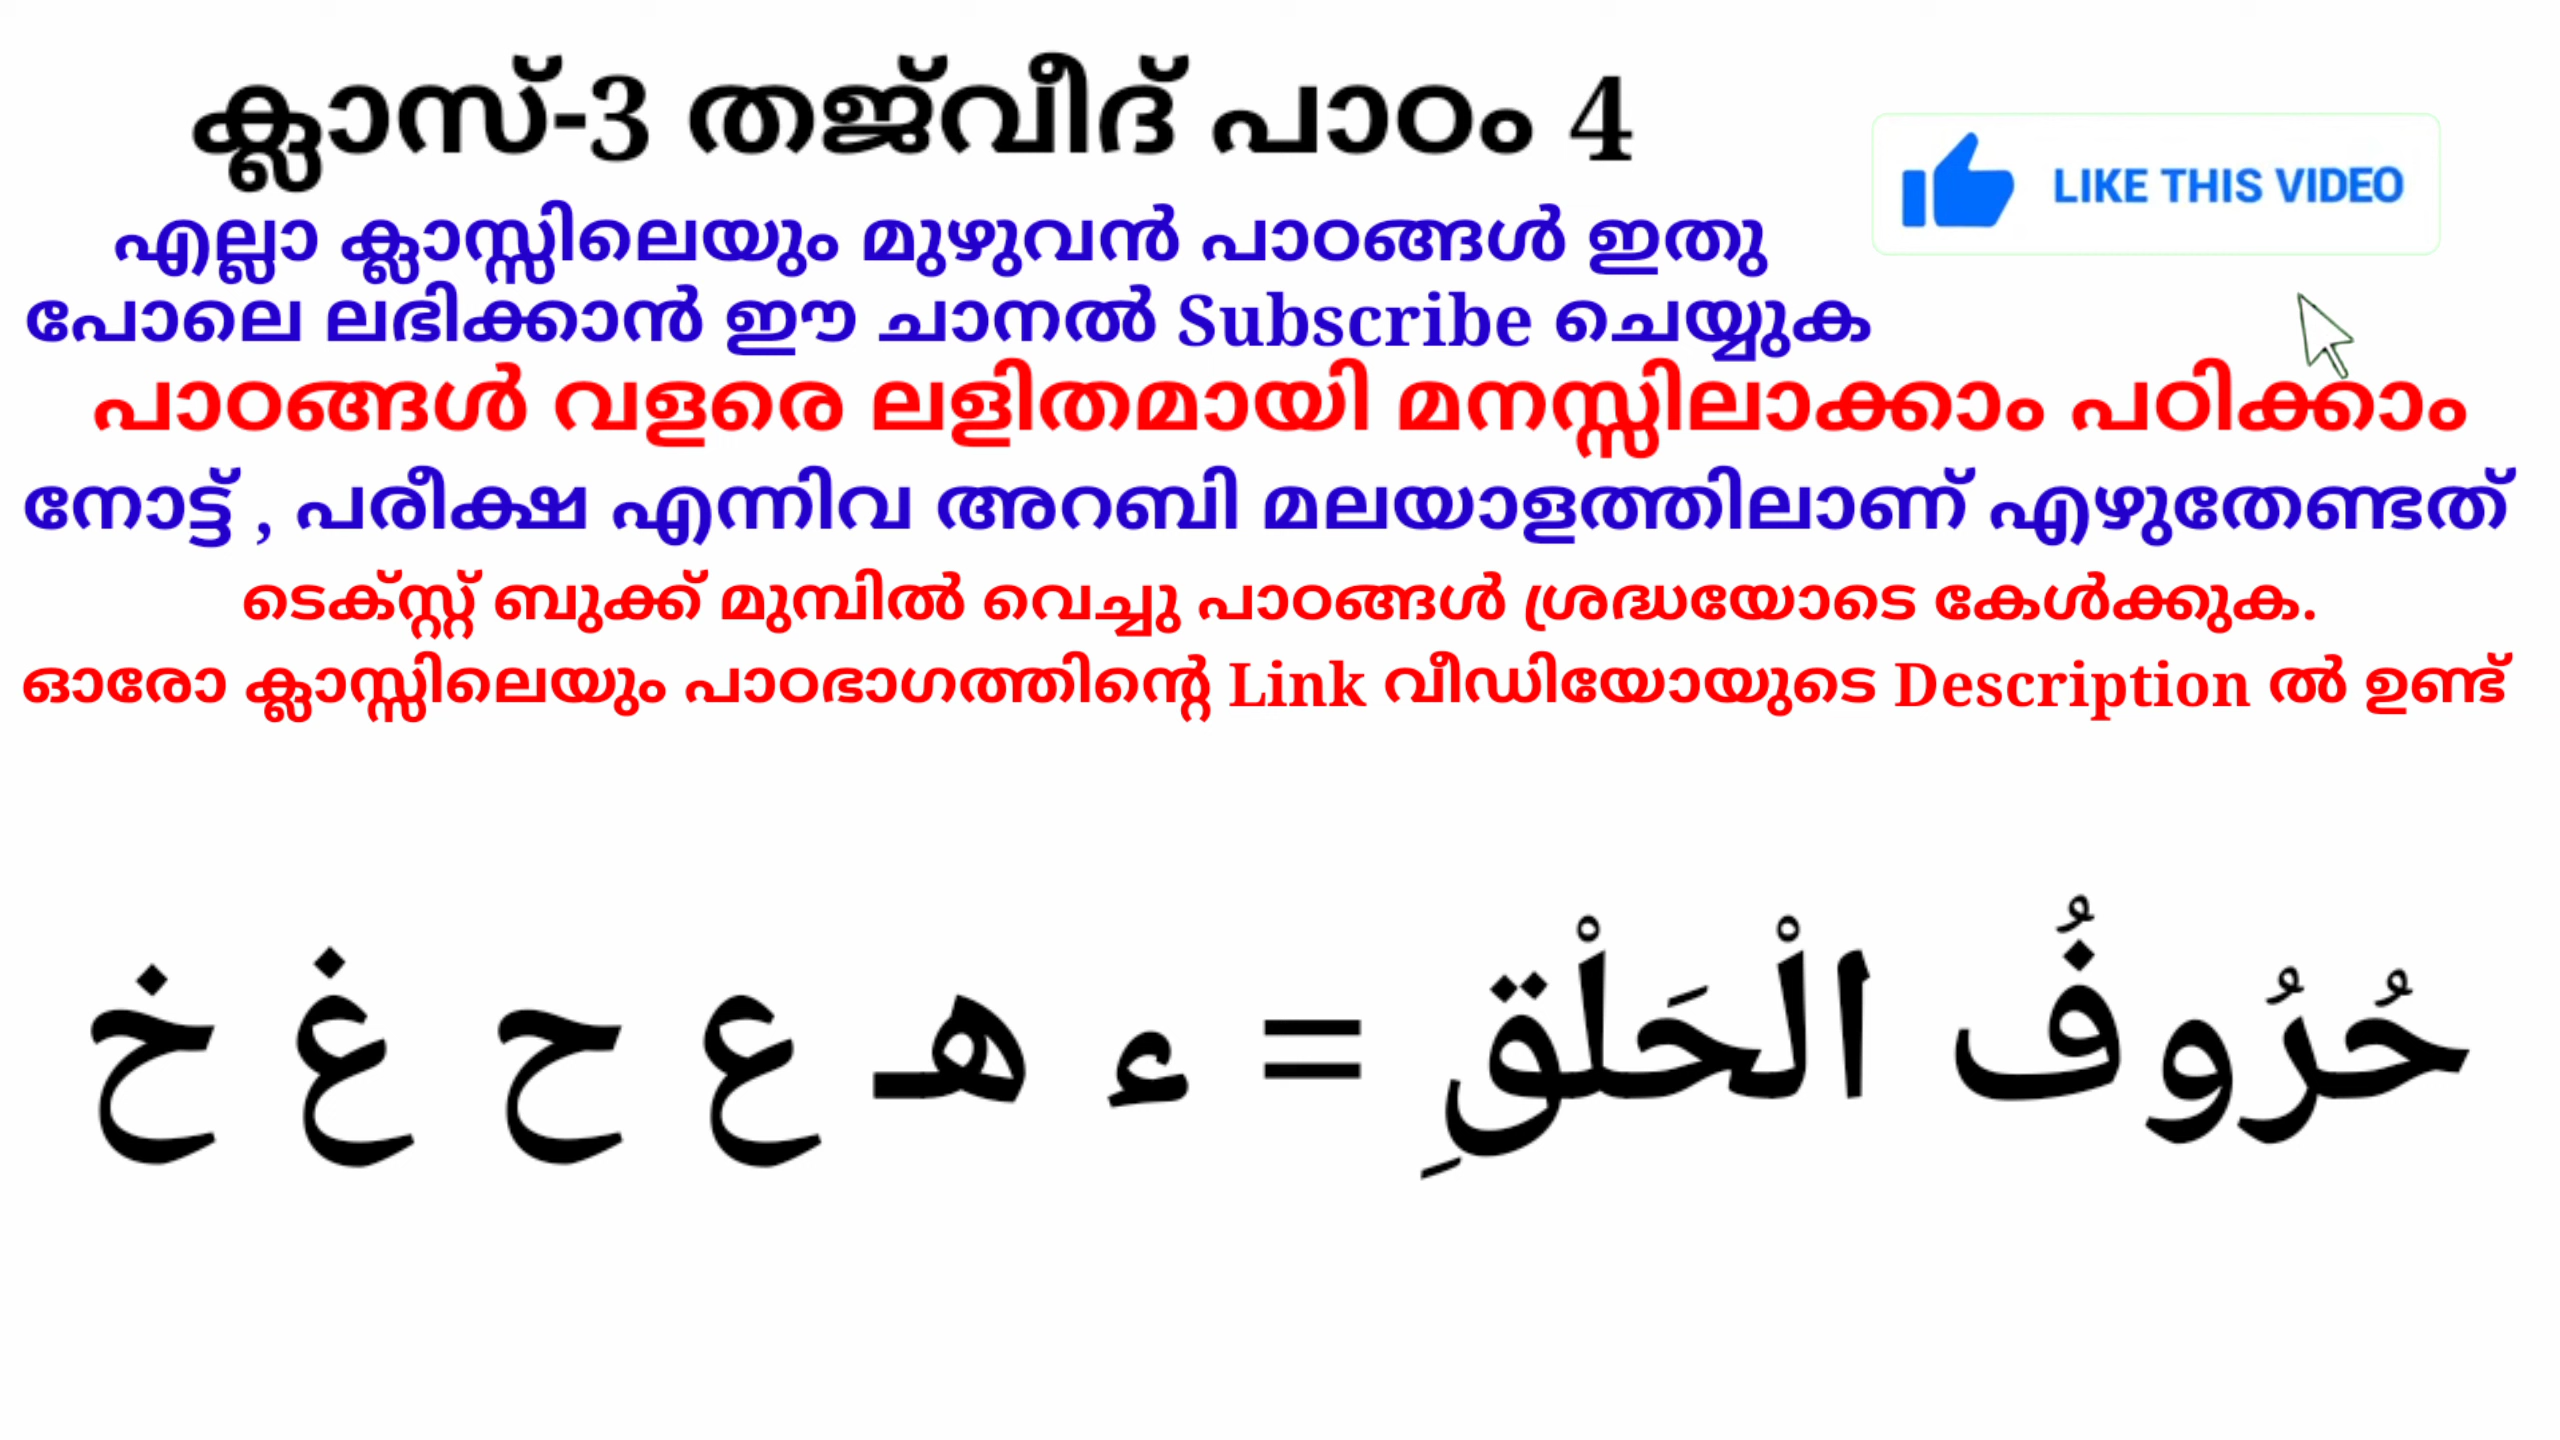 ക്ലാസ്-3 തജ്‌വീദ് പാഠം 4
LIKE THIS VIDEO
എല്ലാ ക്ലാസ്സിലെയും മുഴുവൻ പാഠങ്ങൾ ഇതു
പോലെ ലഭിക്കാൻ ഈ ചാനൽ Subscribe ചെയ്യുക
പാഠങ്ങൾ വളരെ ലളിതമായി മനസ്സിലാക്കാം പഠിക്കാം
നോട്ട് , പരീക്ഷ എന്നിവ അറബി മലയാളത്തിലാണ് എഴുതേണ്ടത്
ടെക്സ്റ്റ് ബുക്ക് മുമ്പിൽ വെച്ചു പാഠങ്ങൾ ശ്രദ്ധയോടെ കേൾക്കുക.
ഓരോ ക്ലാസ്സിലെയും പാഠഭാഗത്തിന്റെ Link വീഡിയോയുടെ Description ൽ ഉണ്ട്
حُرُوفُ الْحَلْقِ = ء هـ ع ح غ خ